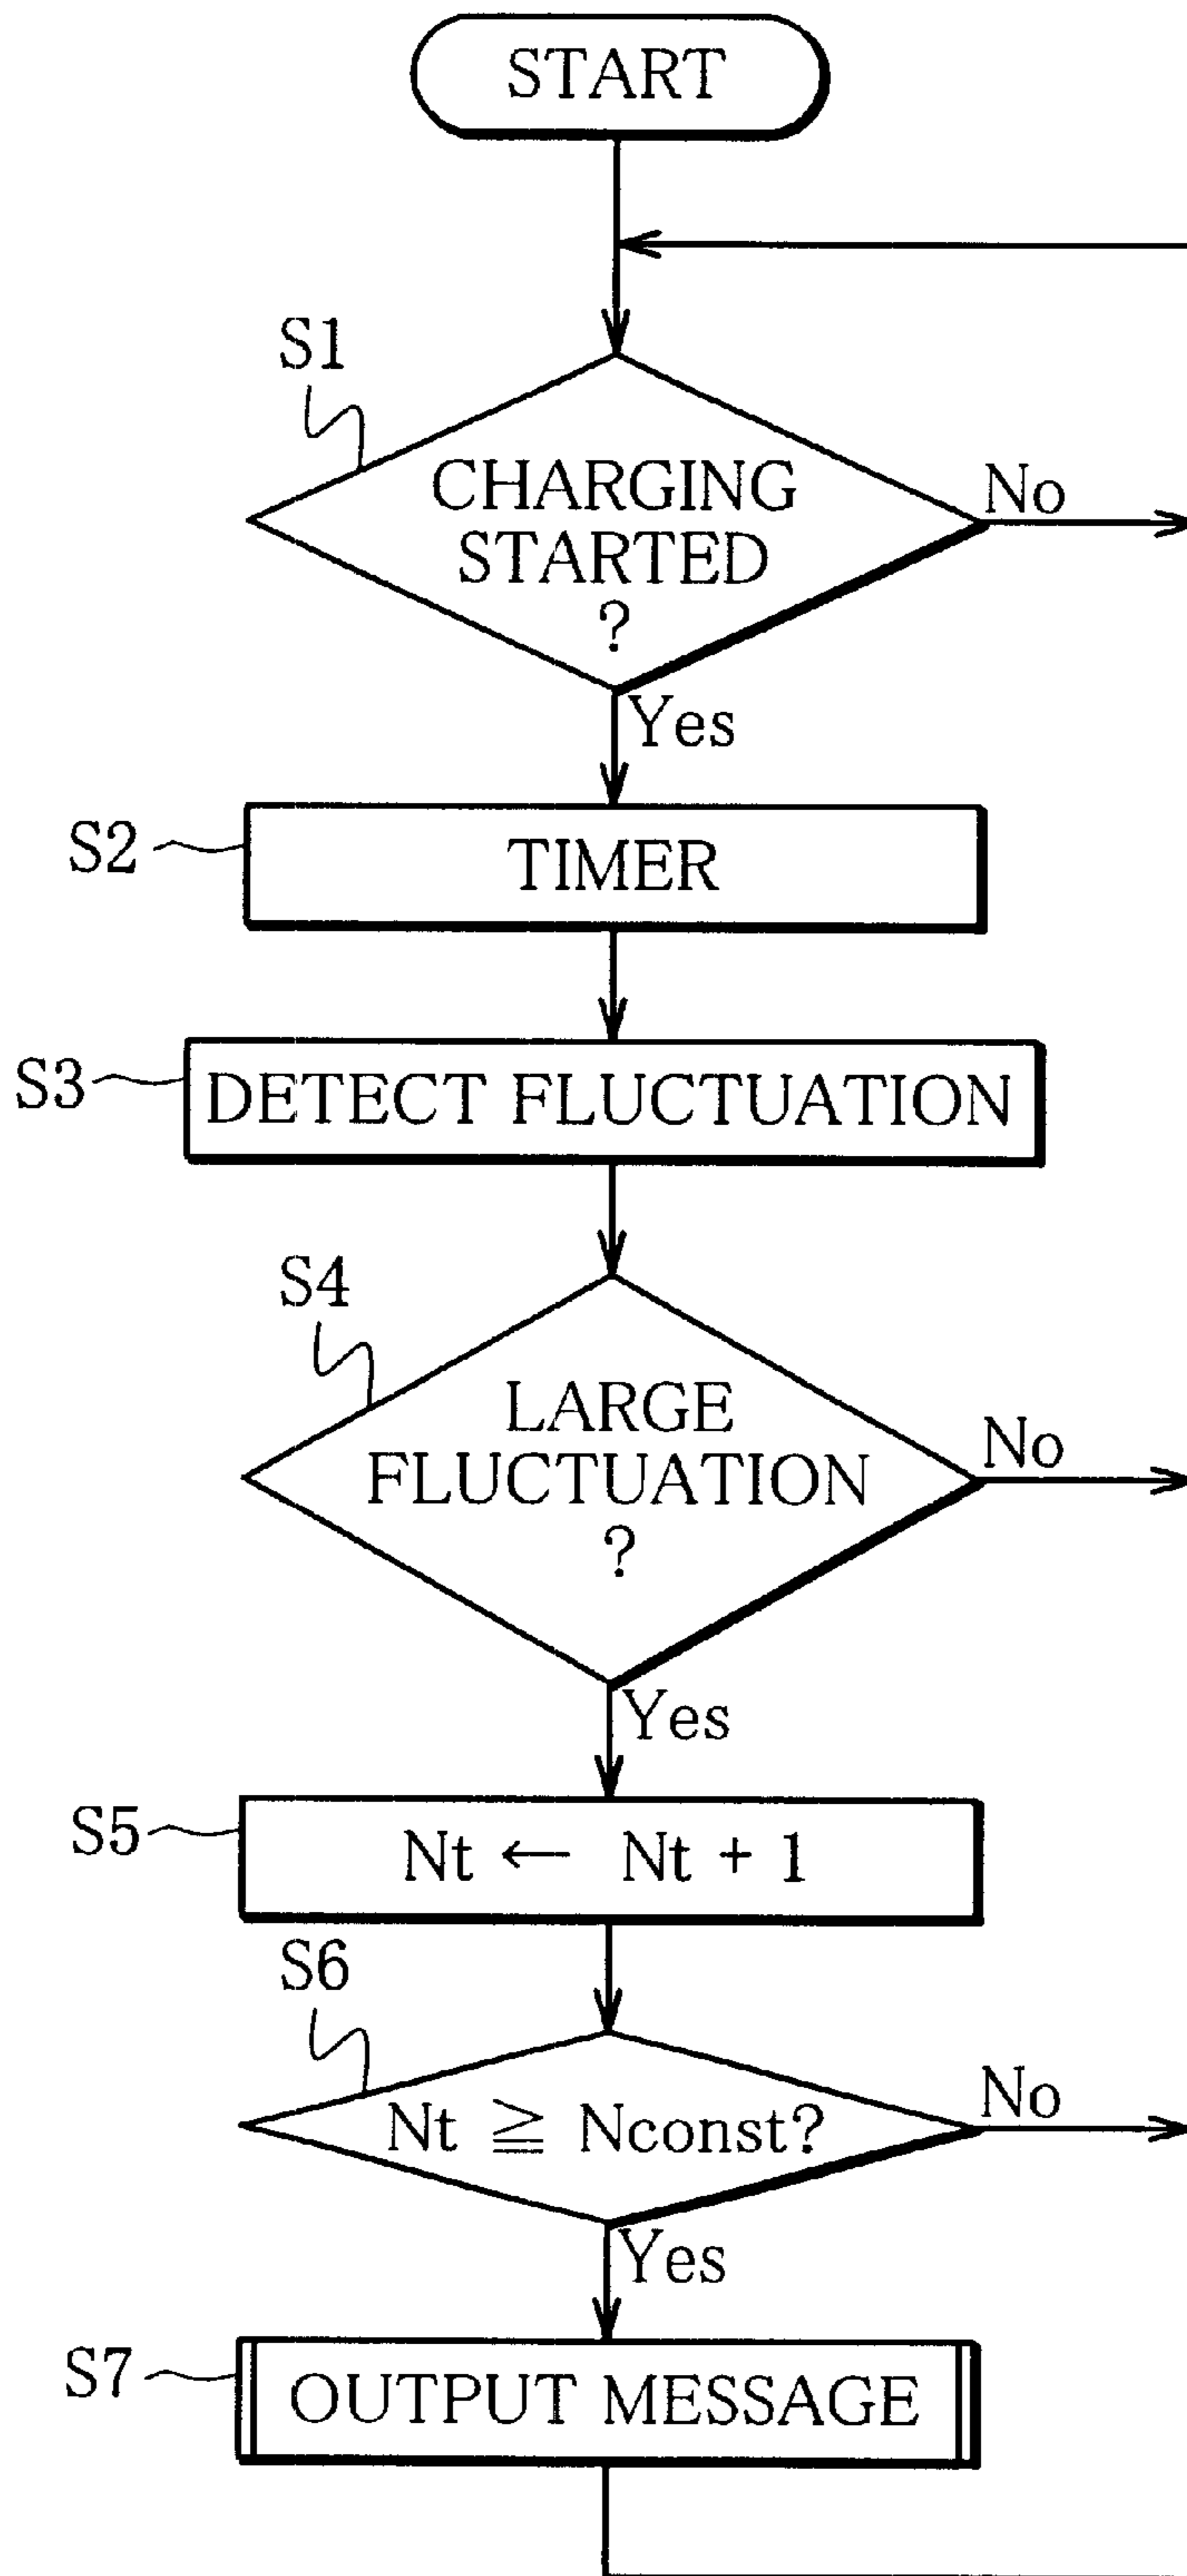 START
S1
CHARGING
STARTED
?
No
Yes
S2
TIMER
S3
DETECT FLUCTUATION
S4
LARGE
FLUCTUATION
?
No
Yes
S5
Nt ← Nt + 1
S6
Nt ≧ Nconst?
No
Yes
S7
OUTPUT MESSAGE